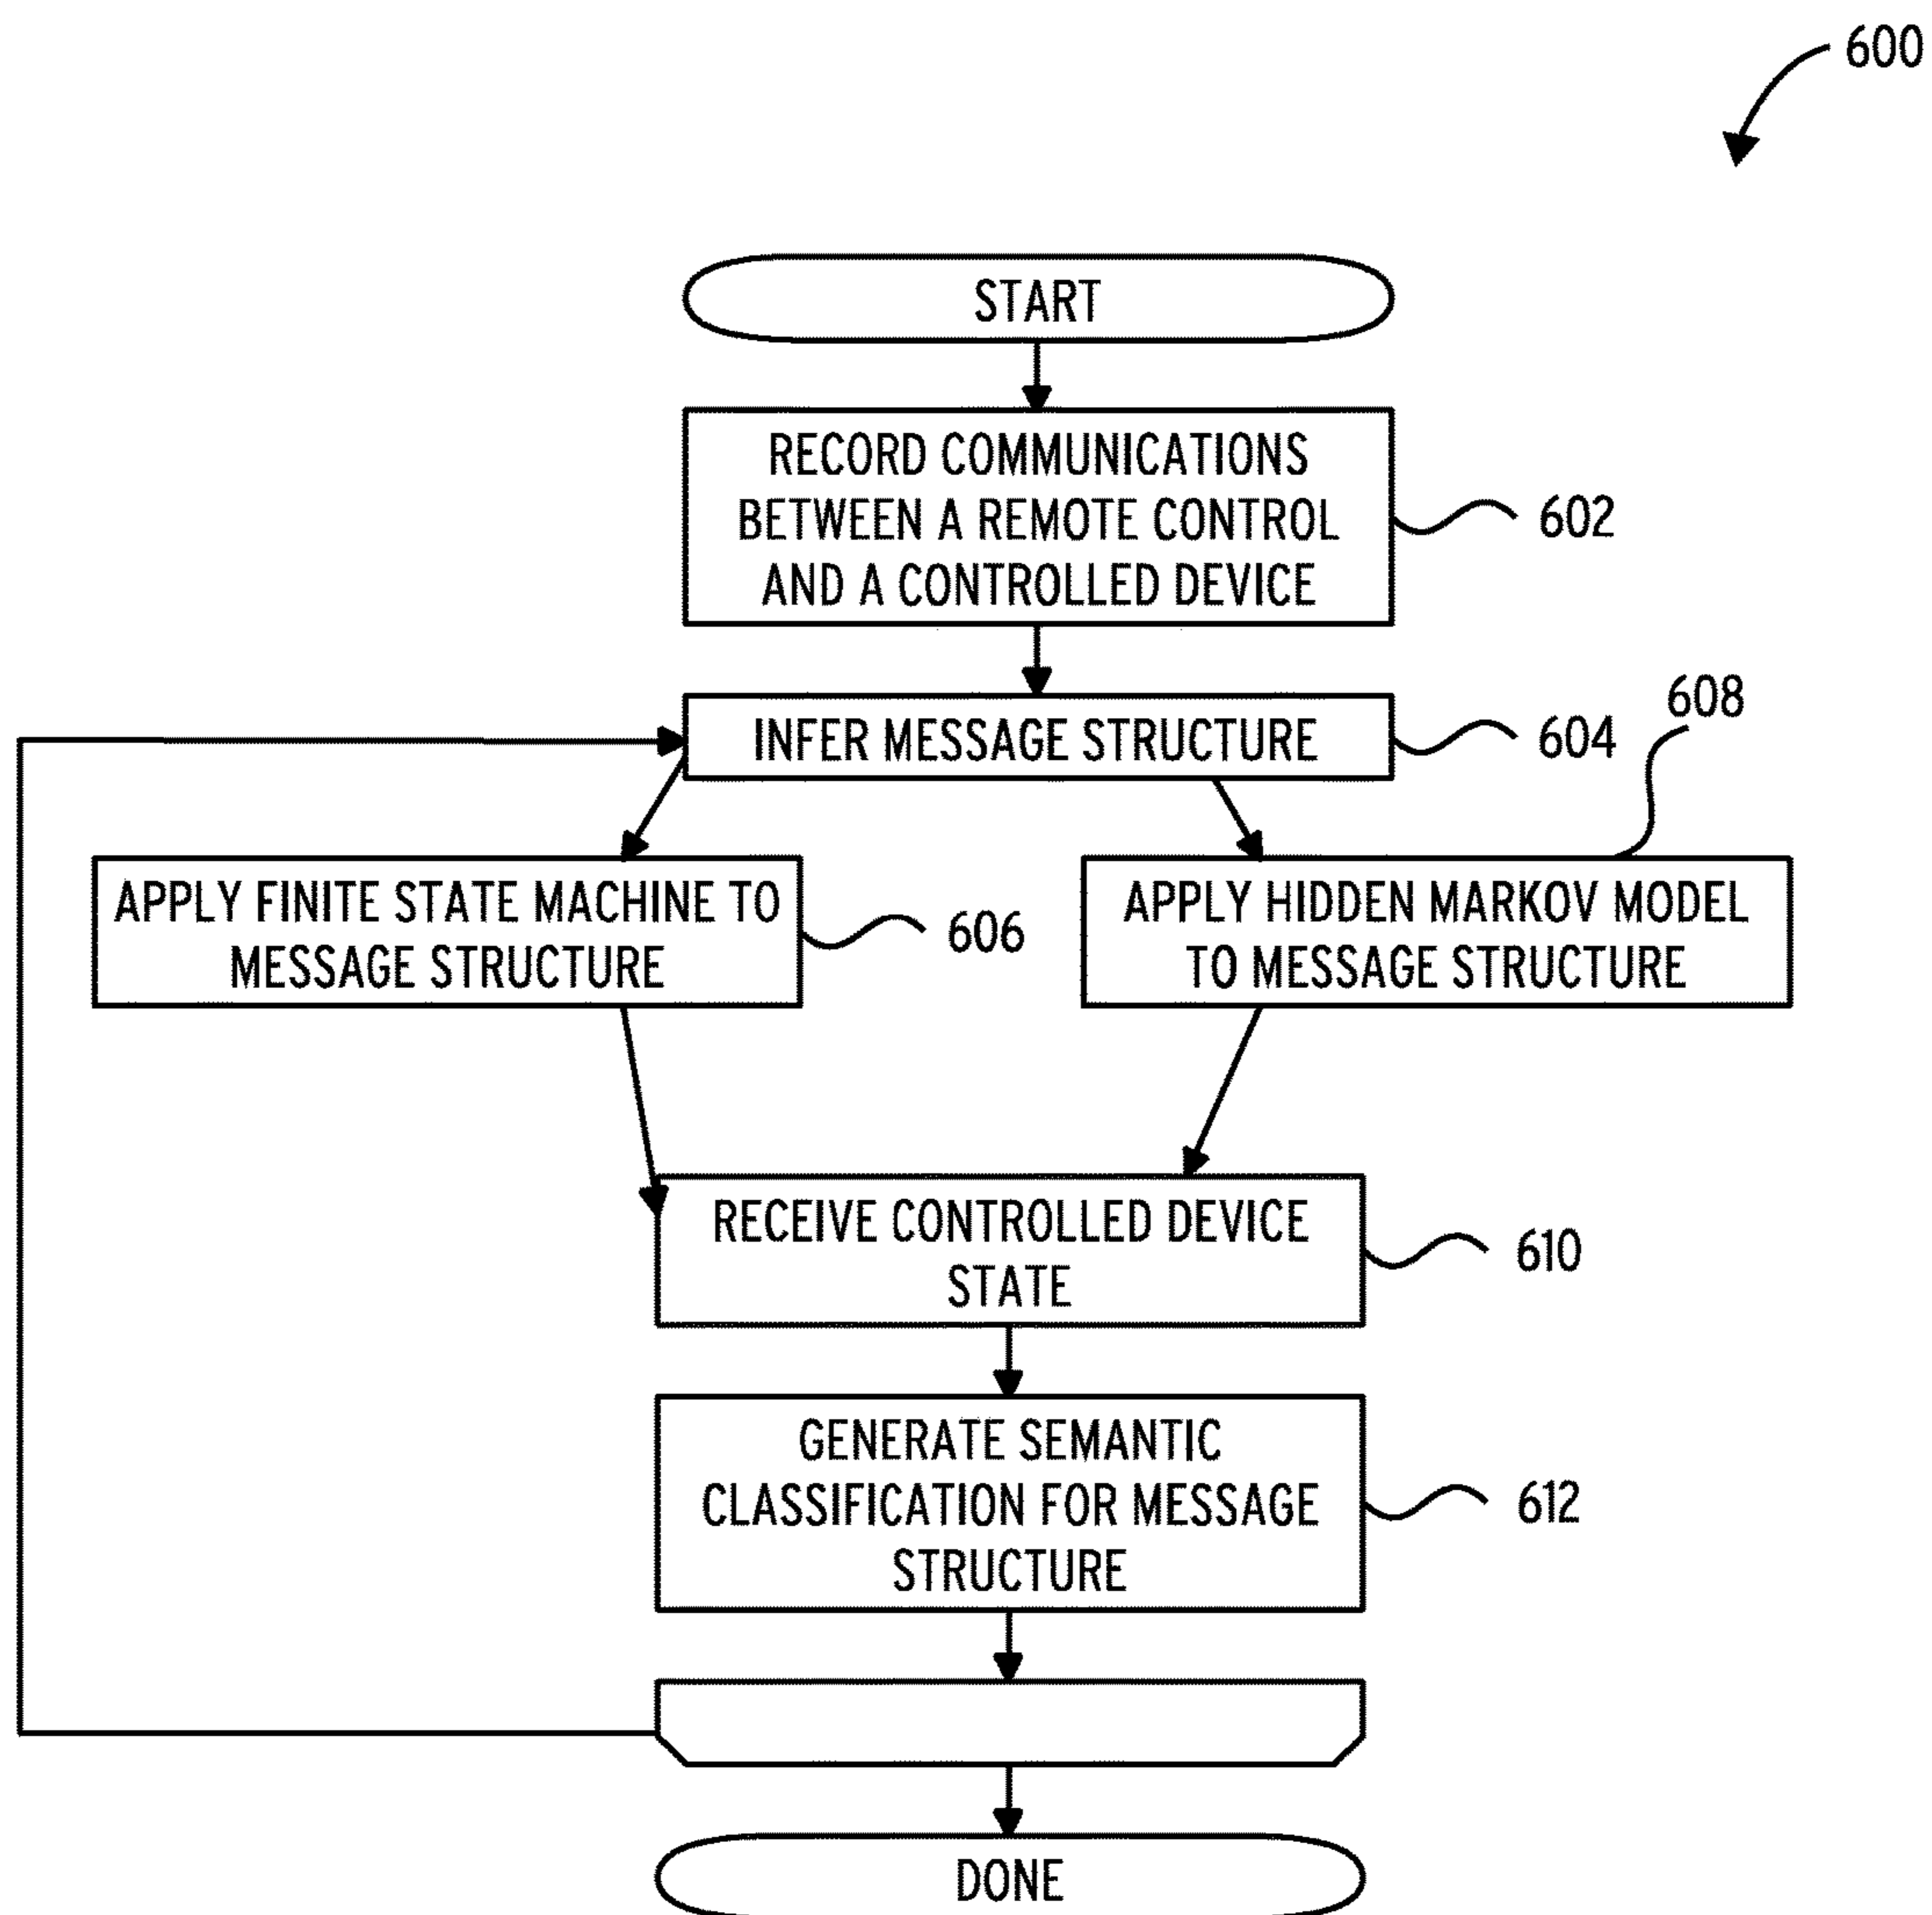 600
START
RECORD COMMUNICATIONS
BETWEEN A REMOTE CONTROL
AND A CONTROLLED DEVICE
602
INFER MESSAGE STRUCTURE
604
608
APPLY FINITE STATE MACHINE TO
MESSAGE STRUCTURE
606
APPLY HIDDEN MARKOV MODEL
TO MESSAGE STRUCTURE
RECEIVE CONTROLLED DEVICE
STATE
610
GENERATE SEMANTIC
CLASSIFICATION FOR MESSAGE
STRUCTURE
612
DONE